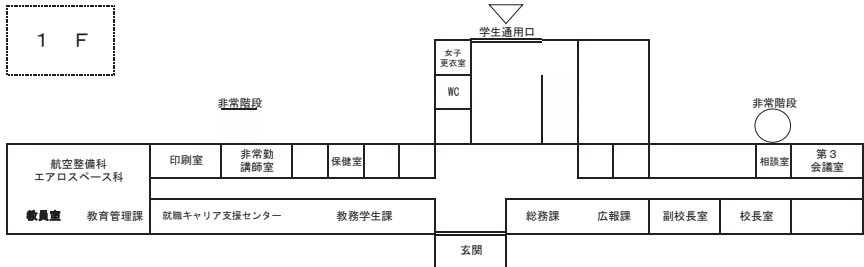 １ Ｆ
学生通用口
女子
更衣室
WC
非常階段
非常階段
航空整備科
エアロスペース科
印刷室
非常勤
講師室
保健室
相談室
第３
会議室
教員室
教育管理課
就職キャリア支援センター
教務学生課
総務課
広報課
副校長室
校長室
玄関